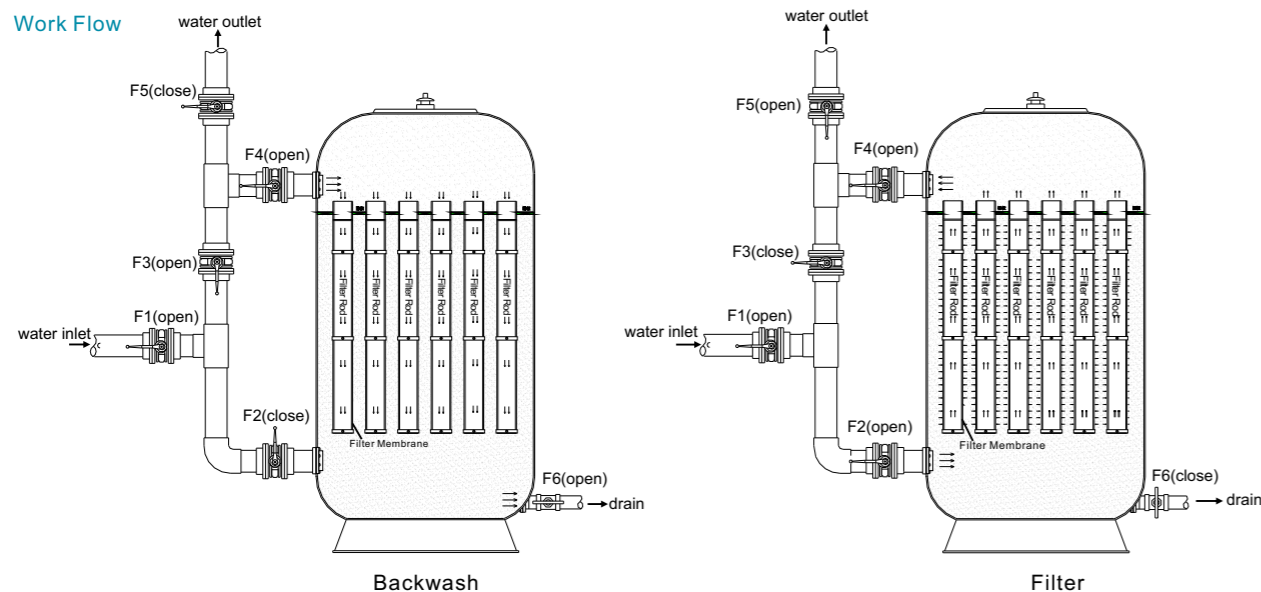 Work Flow
water outlet
F5(close)
F4(open)
F3(open)
F1(open)
water inlet
F2(close)
Filter Rod
Filter Rod
Filter Rod
Filter Rod
Filter Rod
Filter Rod
Filter Membrane
F6(open)
drain
Backwash
water outlet
F5(open)
F4(open)
F3(close)
F1(open)
water inlet
F2(open)
Filter Rod
Filter Rod
Filter Rod
Filter Rod
Filter Rod
Filter Rod
Filter Membrane
F6(close)
drain
Filter